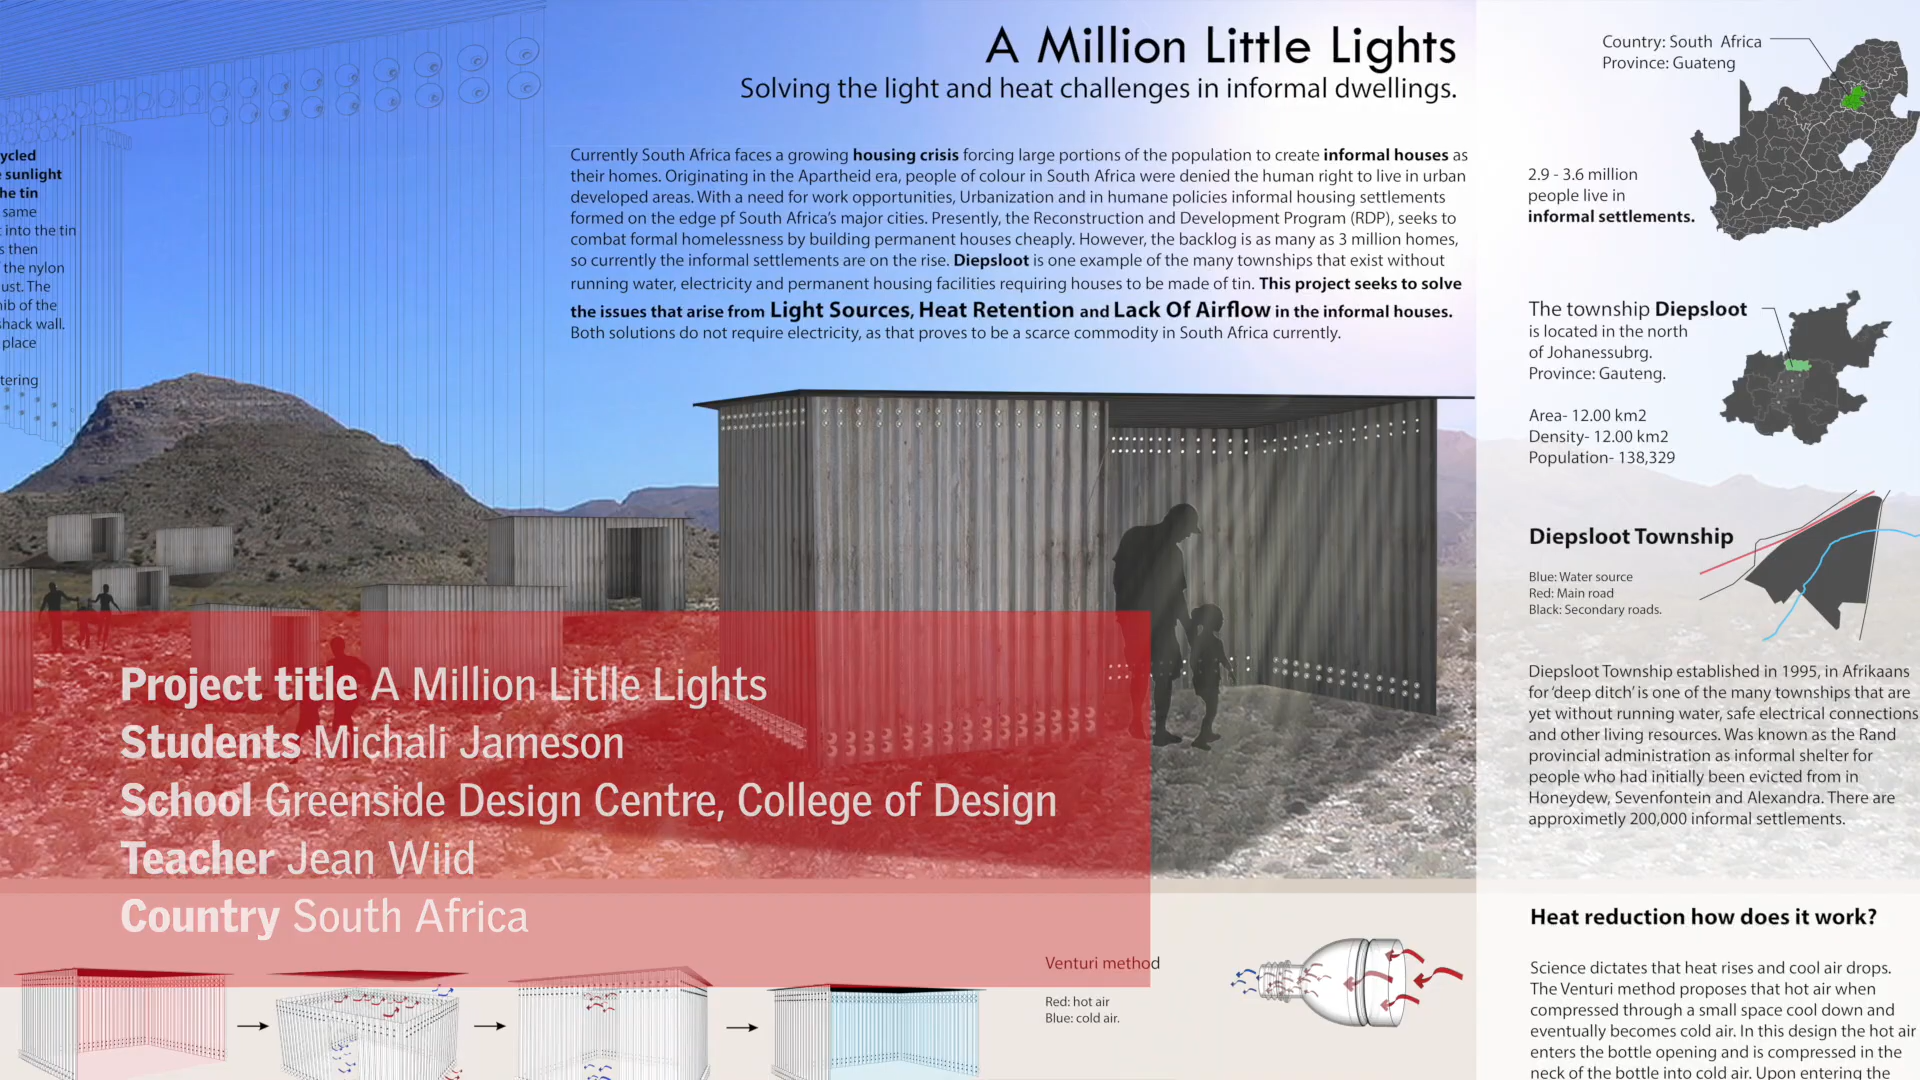 A Million Little Lights
Solving the light and heat challenges in informal dwellings.
Currently South Africa faces a growing housing crisis forcing large portions of the population to create informal houses as
their homes. Originating in the Apartheid era, people of colour in South Africa were denied the human right to live in urban
developed areas. With a need for work opportunities, Urbanization and in humane policies informal housing settlements
formed on the edge pf South Africa's major cities. Presently, the Reconstruction and Development Program (RDP), seeks to
combat formal homelessness by building permanent houses cheaply. However, the backlog is as many as 3 million homes,
so currently the informal settlements are on the rise. Diepsloot is one example of the many townships that exist without
running water, electricity and permanent housing facilities requiring houses to be made of tin. This project seeks to solve
the issues that arise from Light Sources, Heat Retention and Lack Of Airflow in the informal houses.
Both solutions do not require electricity, as that proves to be a scarce commodity in South Africa currently.
ycled
sunlight
he tin
same
into the tin
s then
the nylon
ust. The
nib of the
shack wall.
place
tering
Country: South Africa
Province: Guateng
2.9 - 3.6 million
people live in
informal settlements.
The township Diepsloot
is located in the north
of Johanessubrg.
Province: Gauteng.
Area- 12.00 km2
Density- 12.00 km2
Population- 138,329
Diepsloot Township
Blue: Water source
Red: Main road
Black: Secondary roads.
Diepsloot Township established in 1995, in Afrikaans
for 'deep ditch' is one of the many townships that are
yet without running water, safe electrical connections
and other living resources. Was known as the Rand
provincial administration as informal shelter for
people who had initially been evicted from in
Honeydew, Sevenfontein and Alexandra. There are
approximetly 200,000 informal settlements.
Project title A Million Litlle Lights
Students Michali Jameson
School Greenside Design Centre, College of Design
Teacher Jean Wiid
Country South Africa
Venturi method
Red: hot air
Blue: cold air.
Heat reduction how does it work?
Science dictates that heat rises and cool air drops.
The Venturi method proposes that hot air when
compressed through a small space cool down and
eventually becomes cold air. In this design the hot air
enters the bottle opening and is compressed in the
neck of the bottle into cold air. Upon entering the